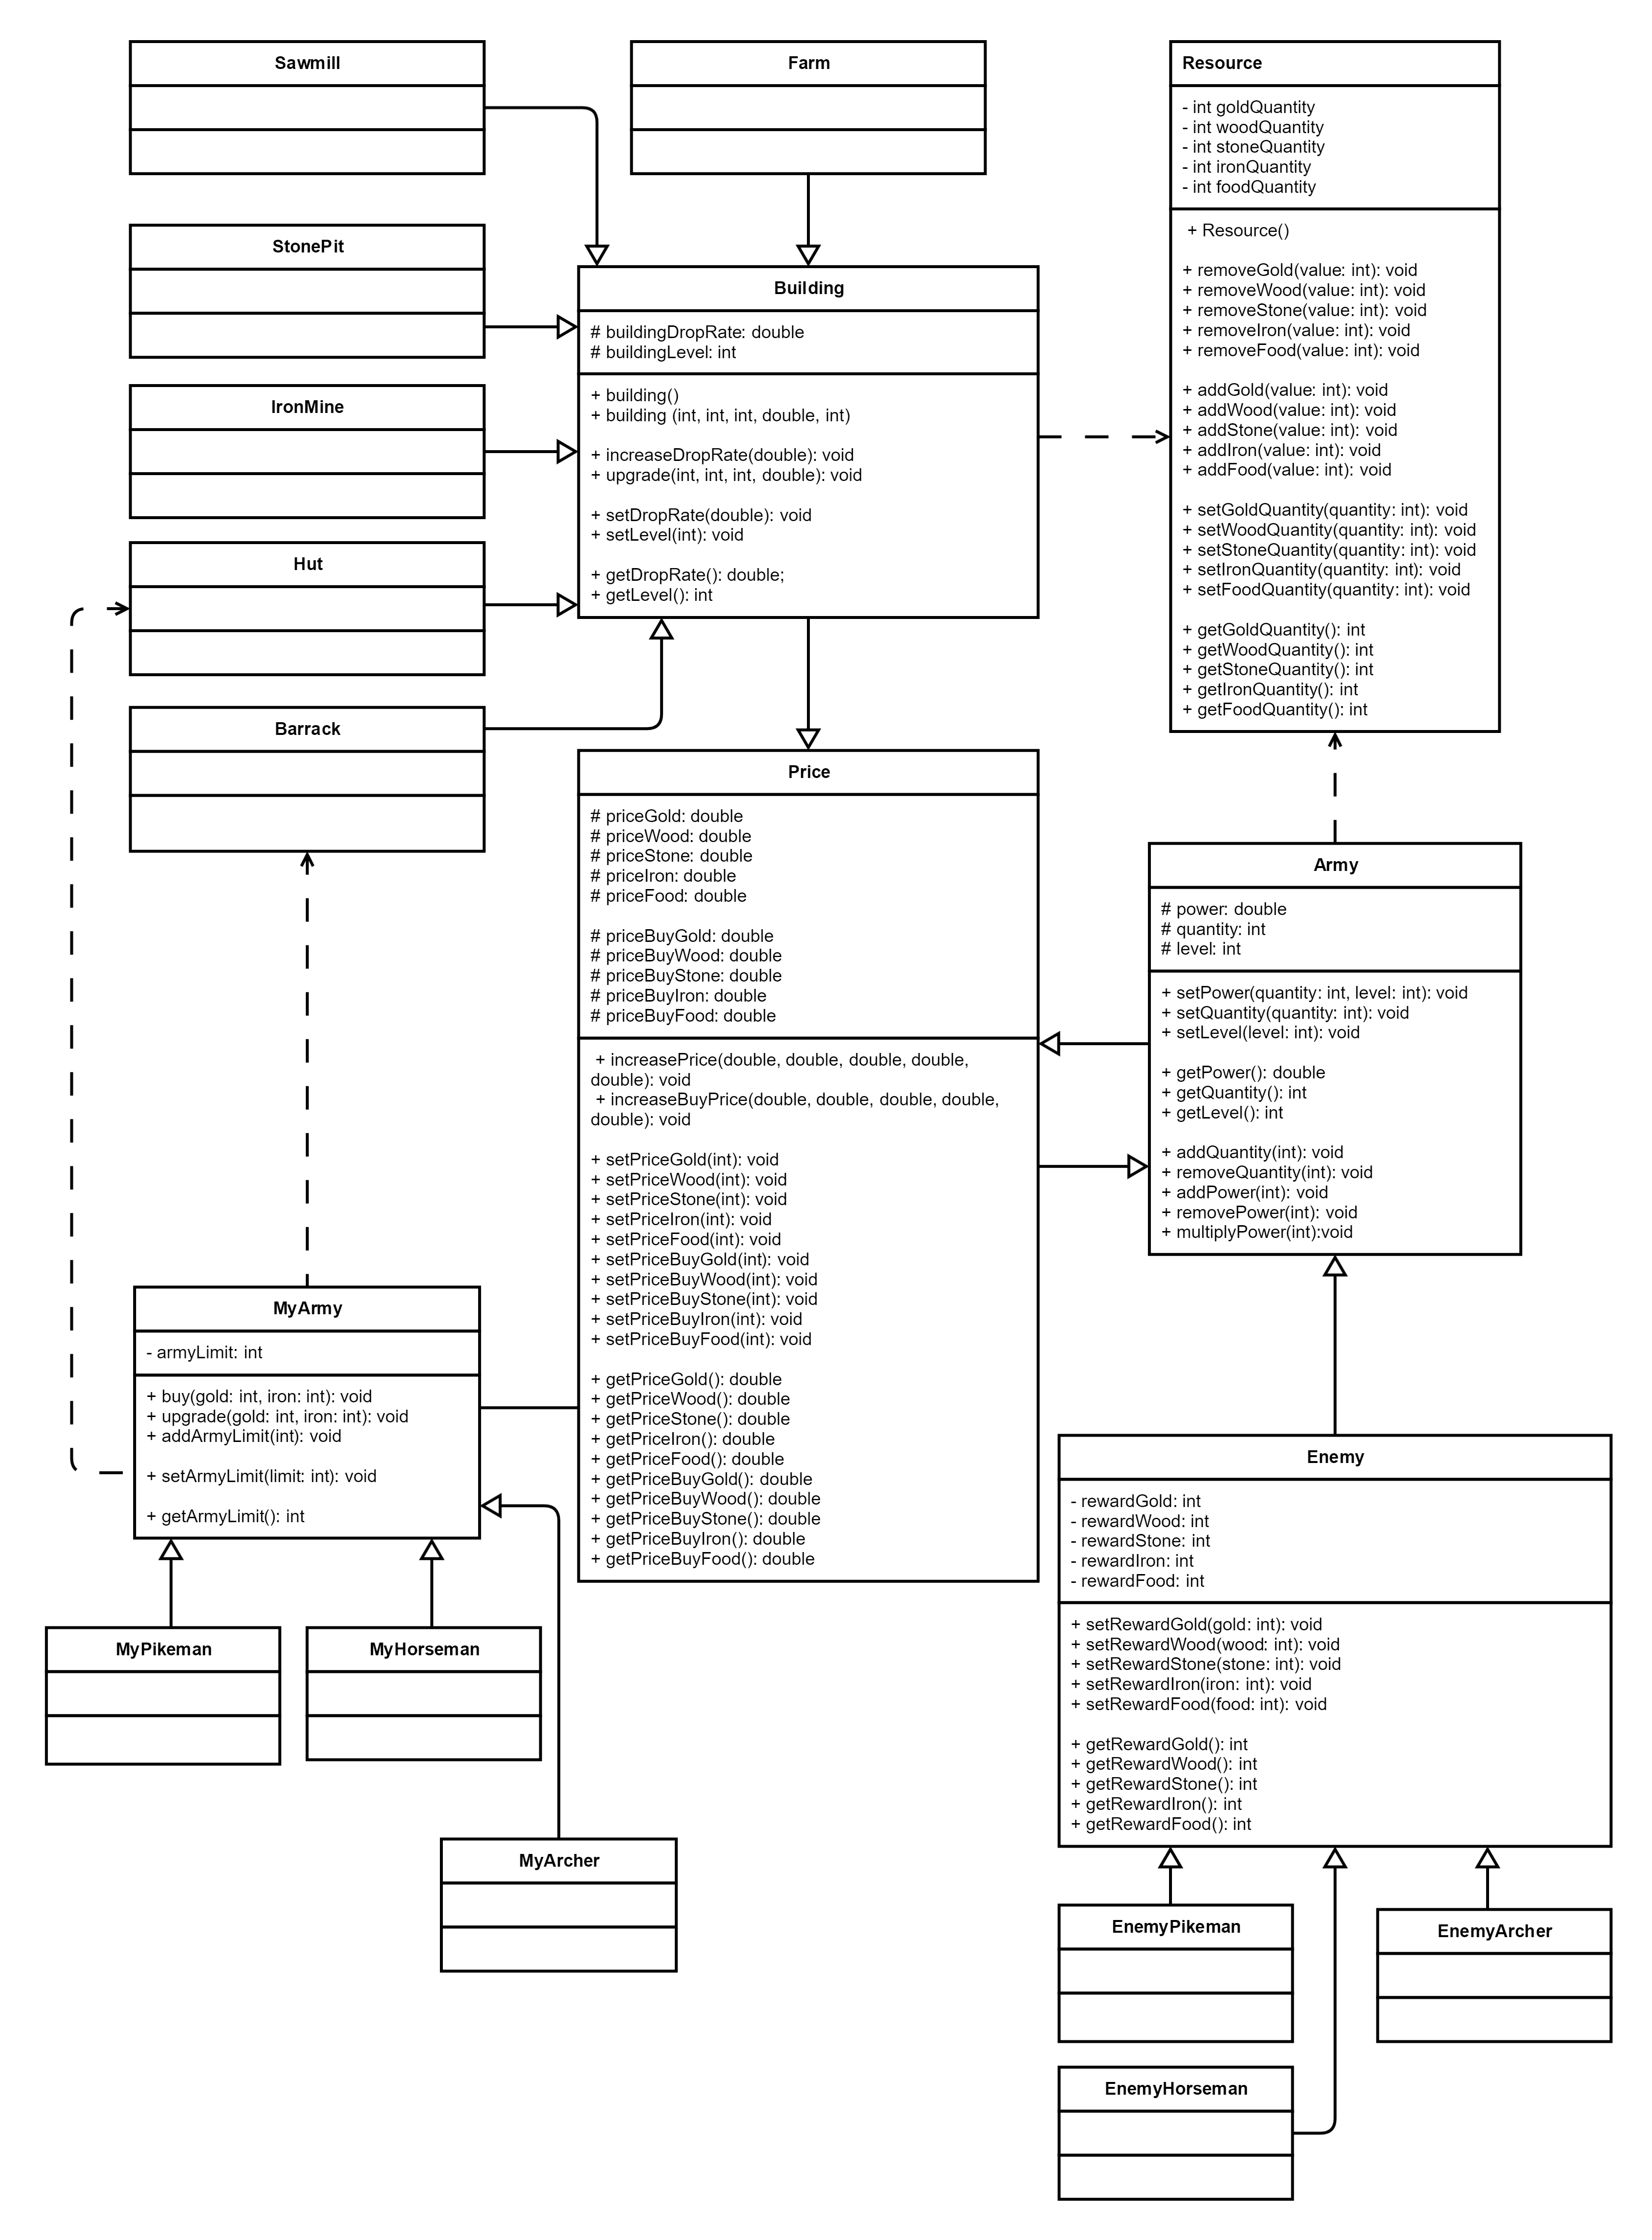 Sawmill
Farm
Resource
- int goldQuantity
- int woodQuantity
- int stoneQuantity
- int ironQuantity
- int foodQuantity
+ Resource()
+ removeGold(value: int): void
+ removeWood(value: int): void
+ removeStone(value: int): void
+ removeIron(value: int): void
+ removeFood(value: int): void
+ addGold(value: int): void
+ addWood(value: int): void
+ addStone(value: int): void
+ addIron(value: int): void
+ addFood(value: int): void
+ setGoldQuantity(quantity: int): void
+ setWoodQuantity(quantity: int): void
+ setStoneQuantity(quantity: int): void
+ setIronQuantity(quantity: int): void
+ setFoodQuantity(quantity: int): void
+ getGoldQuantity(): int
+ getWoodQuantity(): int
+ getStoneQuantity(): int
+ getIronQuantity(): int
+ getFoodQuantity(): int
StonePit
Building
# buildingDropRate: double
# buildingLevel: int
+ building()
+ building (int, int, int, double, int)
+ increaseDropRate(double): void
+ upgrade(int, int, int, double): void
+ setDropRate(double): void
+ setLevel(int): void
+ getDropRate(): double;
+ getLevel(): int
IronMine
Hut
Barrack
Price
# priceGold: double
# priceWood: double
# priceStone: double
# priceIron: double
# priceFood: double
# priceBuyGold: double
# priceBuyWood: double
# priceBuyStone: double
# priceBuyIron: double
# priceBuyFood: double
+ increasePrice(double, double, double, double,
double): void
+ increaseBuyPrice(double, double, double, double,
double): void
+ setPriceGold(int): void
+ setPriceWood(int): void
+ setPriceStone(int): void
+ setPriceIron(int): void
+ setPriceFood(int): void
+ setPriceBuyGold(int): void
+ setPriceBuyWood(int): void
+ setPriceBuyStone(int): void
+ setPriceBuyIron(int): void
+ setPriceBuyFood(int): void
+ getPriceGold(): double
+ getPriceWood(): double
+ getPriceStone(): double
+ getPriceIron(): double
+ getPriceFood(): double
+ getPriceBuyGold(): double
+ getPriceBuyWood(): double
+ getPriceBuyStone(): double
+ getPriceBuyIron(): double
+ getPriceBuyFood(): double
Army
# power: double
# quantity: int
# level: int
+ setPower(quantity: int, level: int): void
+ setQuantity(quantity: int): void
+ setLevel(level: int): void
+ getPower(): double
+ getQuantity(): int
+ getLevel(): int
+ addQuantity(int): void
+ removeQuantity(int): void
+ addPower(int): void
+ removePower(int): void
+ multiplyPower(int):void
MyArmy
- armyLimit: int
+ buy(gold: int, iron: int): void
+ upgrade(gold: int, iron: int): void
+ addArmyLimit(int): void
+ setArmyLimit(limit: int): void
+ getArmyLimit(): int
Enemy
- rewardGold: int
- rewardWood: int
- rewardStone: int
- rewardIron: int
- rewardFood: int
+ setRewardGold(gold: int): void
+ setRewardWood(wood: int): void
+ setRewardStone(stone: int): void
+ setRewardIron(iron: int): void
+ setRewardFood(food: int): void
+ getRewardGold(): int
+ getRewardWood(): int
+ getRewardStone(): int
+ getRewardIron(): int
+ getRewardFood(): int
MyPikeman
MyHorseman
MyArcher
EnemyPikeman
EnemyArcher
EnemyHorseman